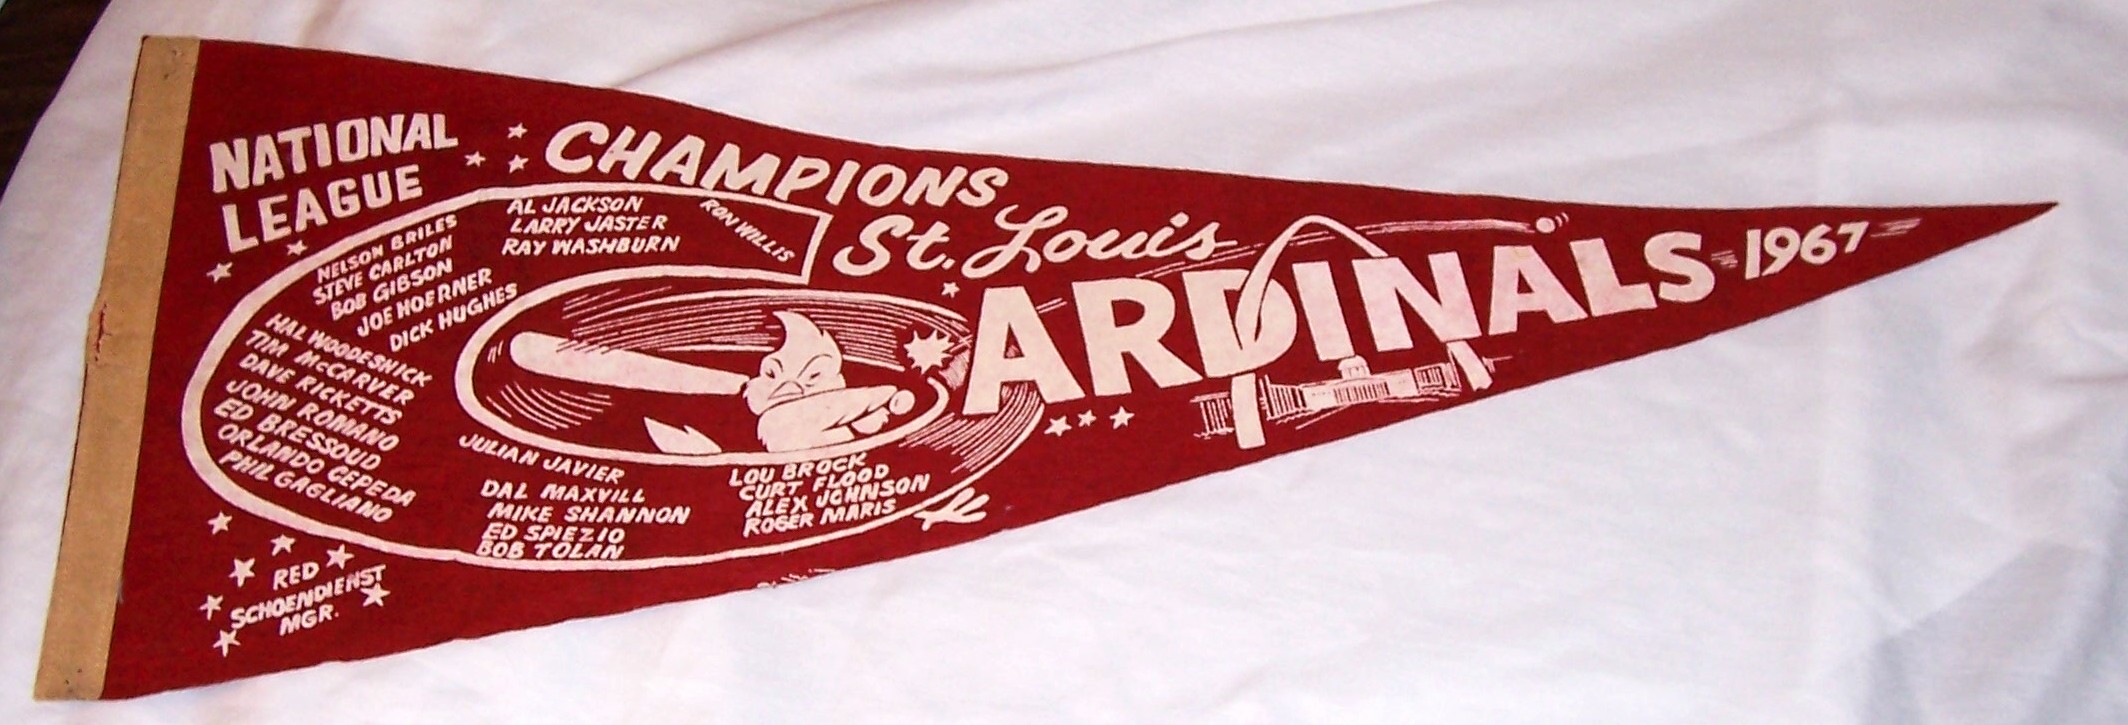 NATIONAL
LEAGUE
CHAMPIONS
St. Louis
CARDINALS 1967
AL JACKSON
LARRY JASTER
RAY WASHBURN
RON WILLIS
NELSON BRILES
STEVE CARLTON
BOB GIBSON
JOE HOERNER
DICK HUGHES
HAL WOODESHICK
TIM McCARVER
DAVE RICKETTS
JOHN ROMANO
ED BRESSOUD
ORLANDO CEPEDA
PHIL GAGLIANO
JULIAN JAVIER
DAL MAXVILL
MIKE SHANNON
ED SPIEZIO
BOB TOLAN
LOU BROCK
CURT FLOOD
ALEX JOHNSON
ROGER MARIS
RED
SCHOENDIENST
MGR.